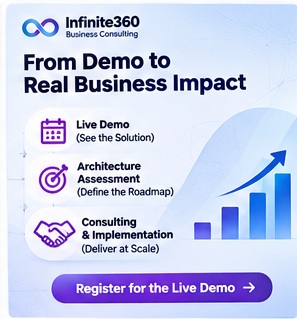 Infinite360
Business Consulting
From Demo to
Real Business Impact
Live Demo
(See the Solution)
Architecture
Assessment
(Define the Roadmap)
Consulting
& Implementation
(Deliver at Scale)
Register for the Live Demo →